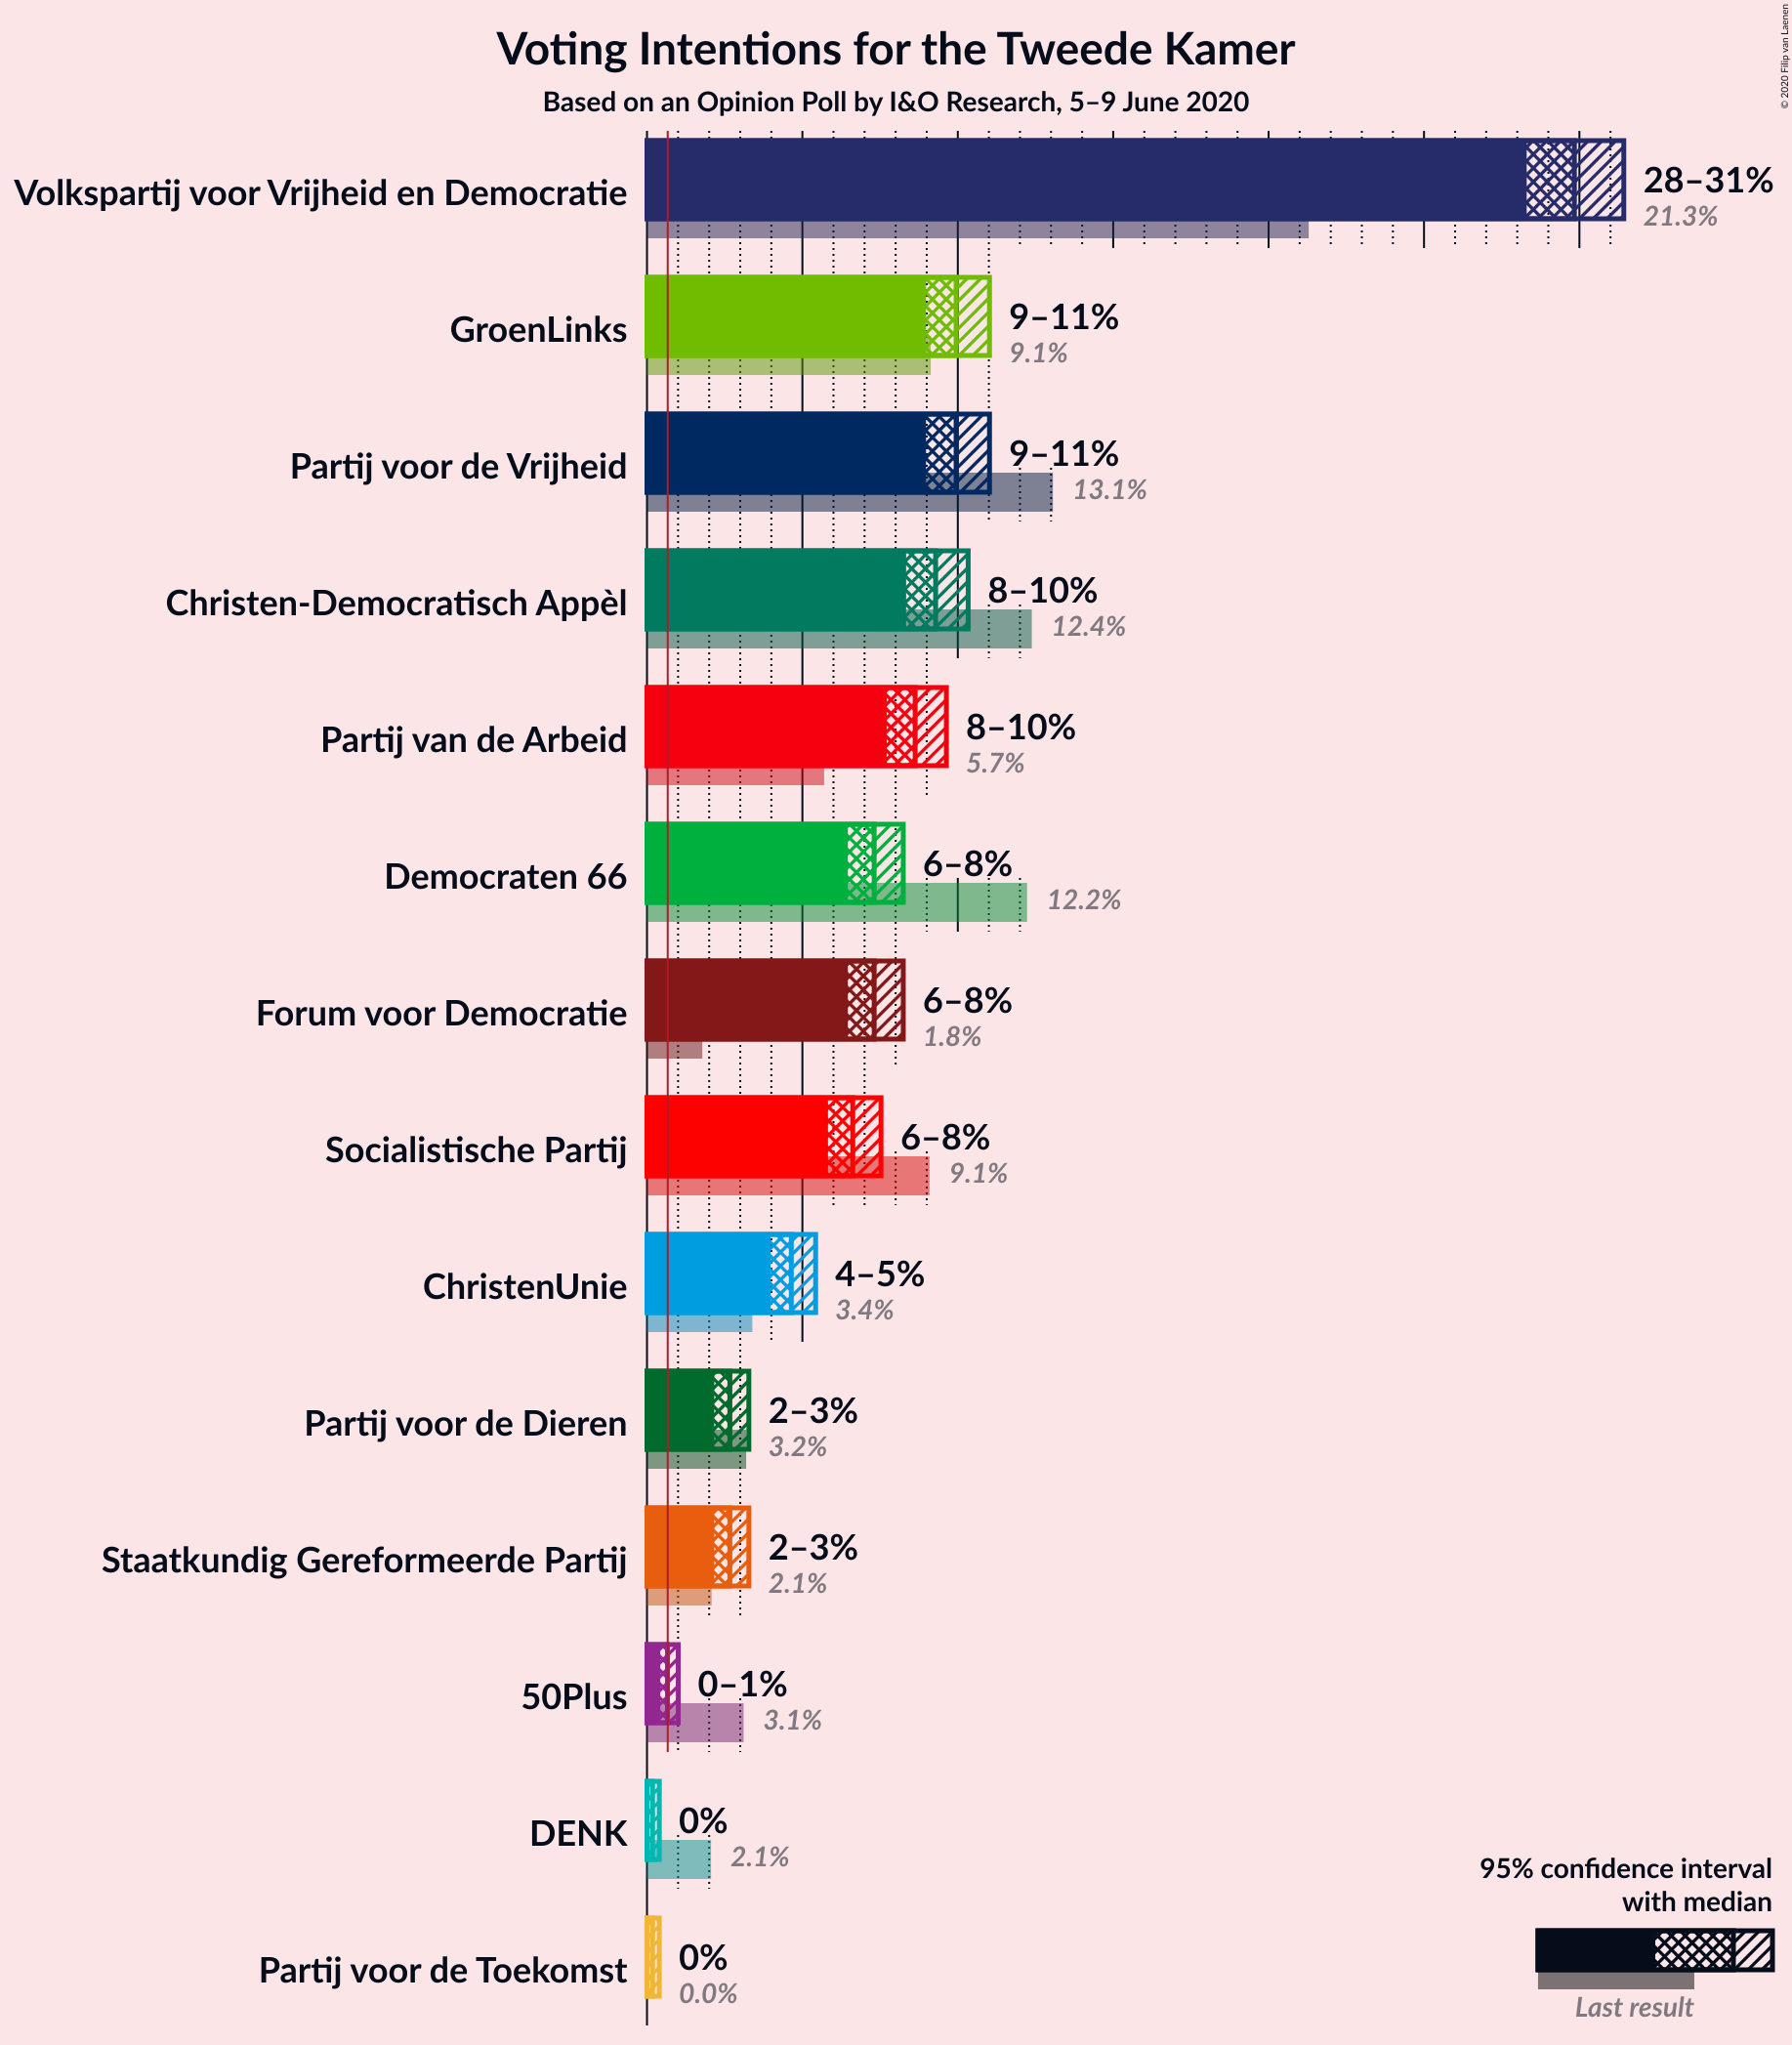 Voting Intentions for the Tweede Kamer
Based on an Opinion Poll by I&O Research, 5–9 June 2020
© 2020 Filip van Laenen
Volkspartij voor Vrijheid en Democratie
28–31%
21.3%
GroenLinks
9–11%
9.1%
Partij voor de Vrijheid
9–11%
13.1%
Christen-Democratisch Appèl
8–10%
12.4%
Partij van de Arbeid
8–10%
5.7%
Democraten 66
6–8%
12.2%
Forum voor Democratie
6–8%
1.8%
Socialistische Partij
6–8%
9.1%
ChristenUnie
4–5%
3.4%
Partij voor de Dieren
2–3%
3.2%
Staatkundig Gereformeerde Partij
2–3%
2.1%
50Plus
0–1%
3.1%
DENK
0%
2.1%
Partij voor de Toekomst
0%
0.0%
95% confidence interval
with median
Last result